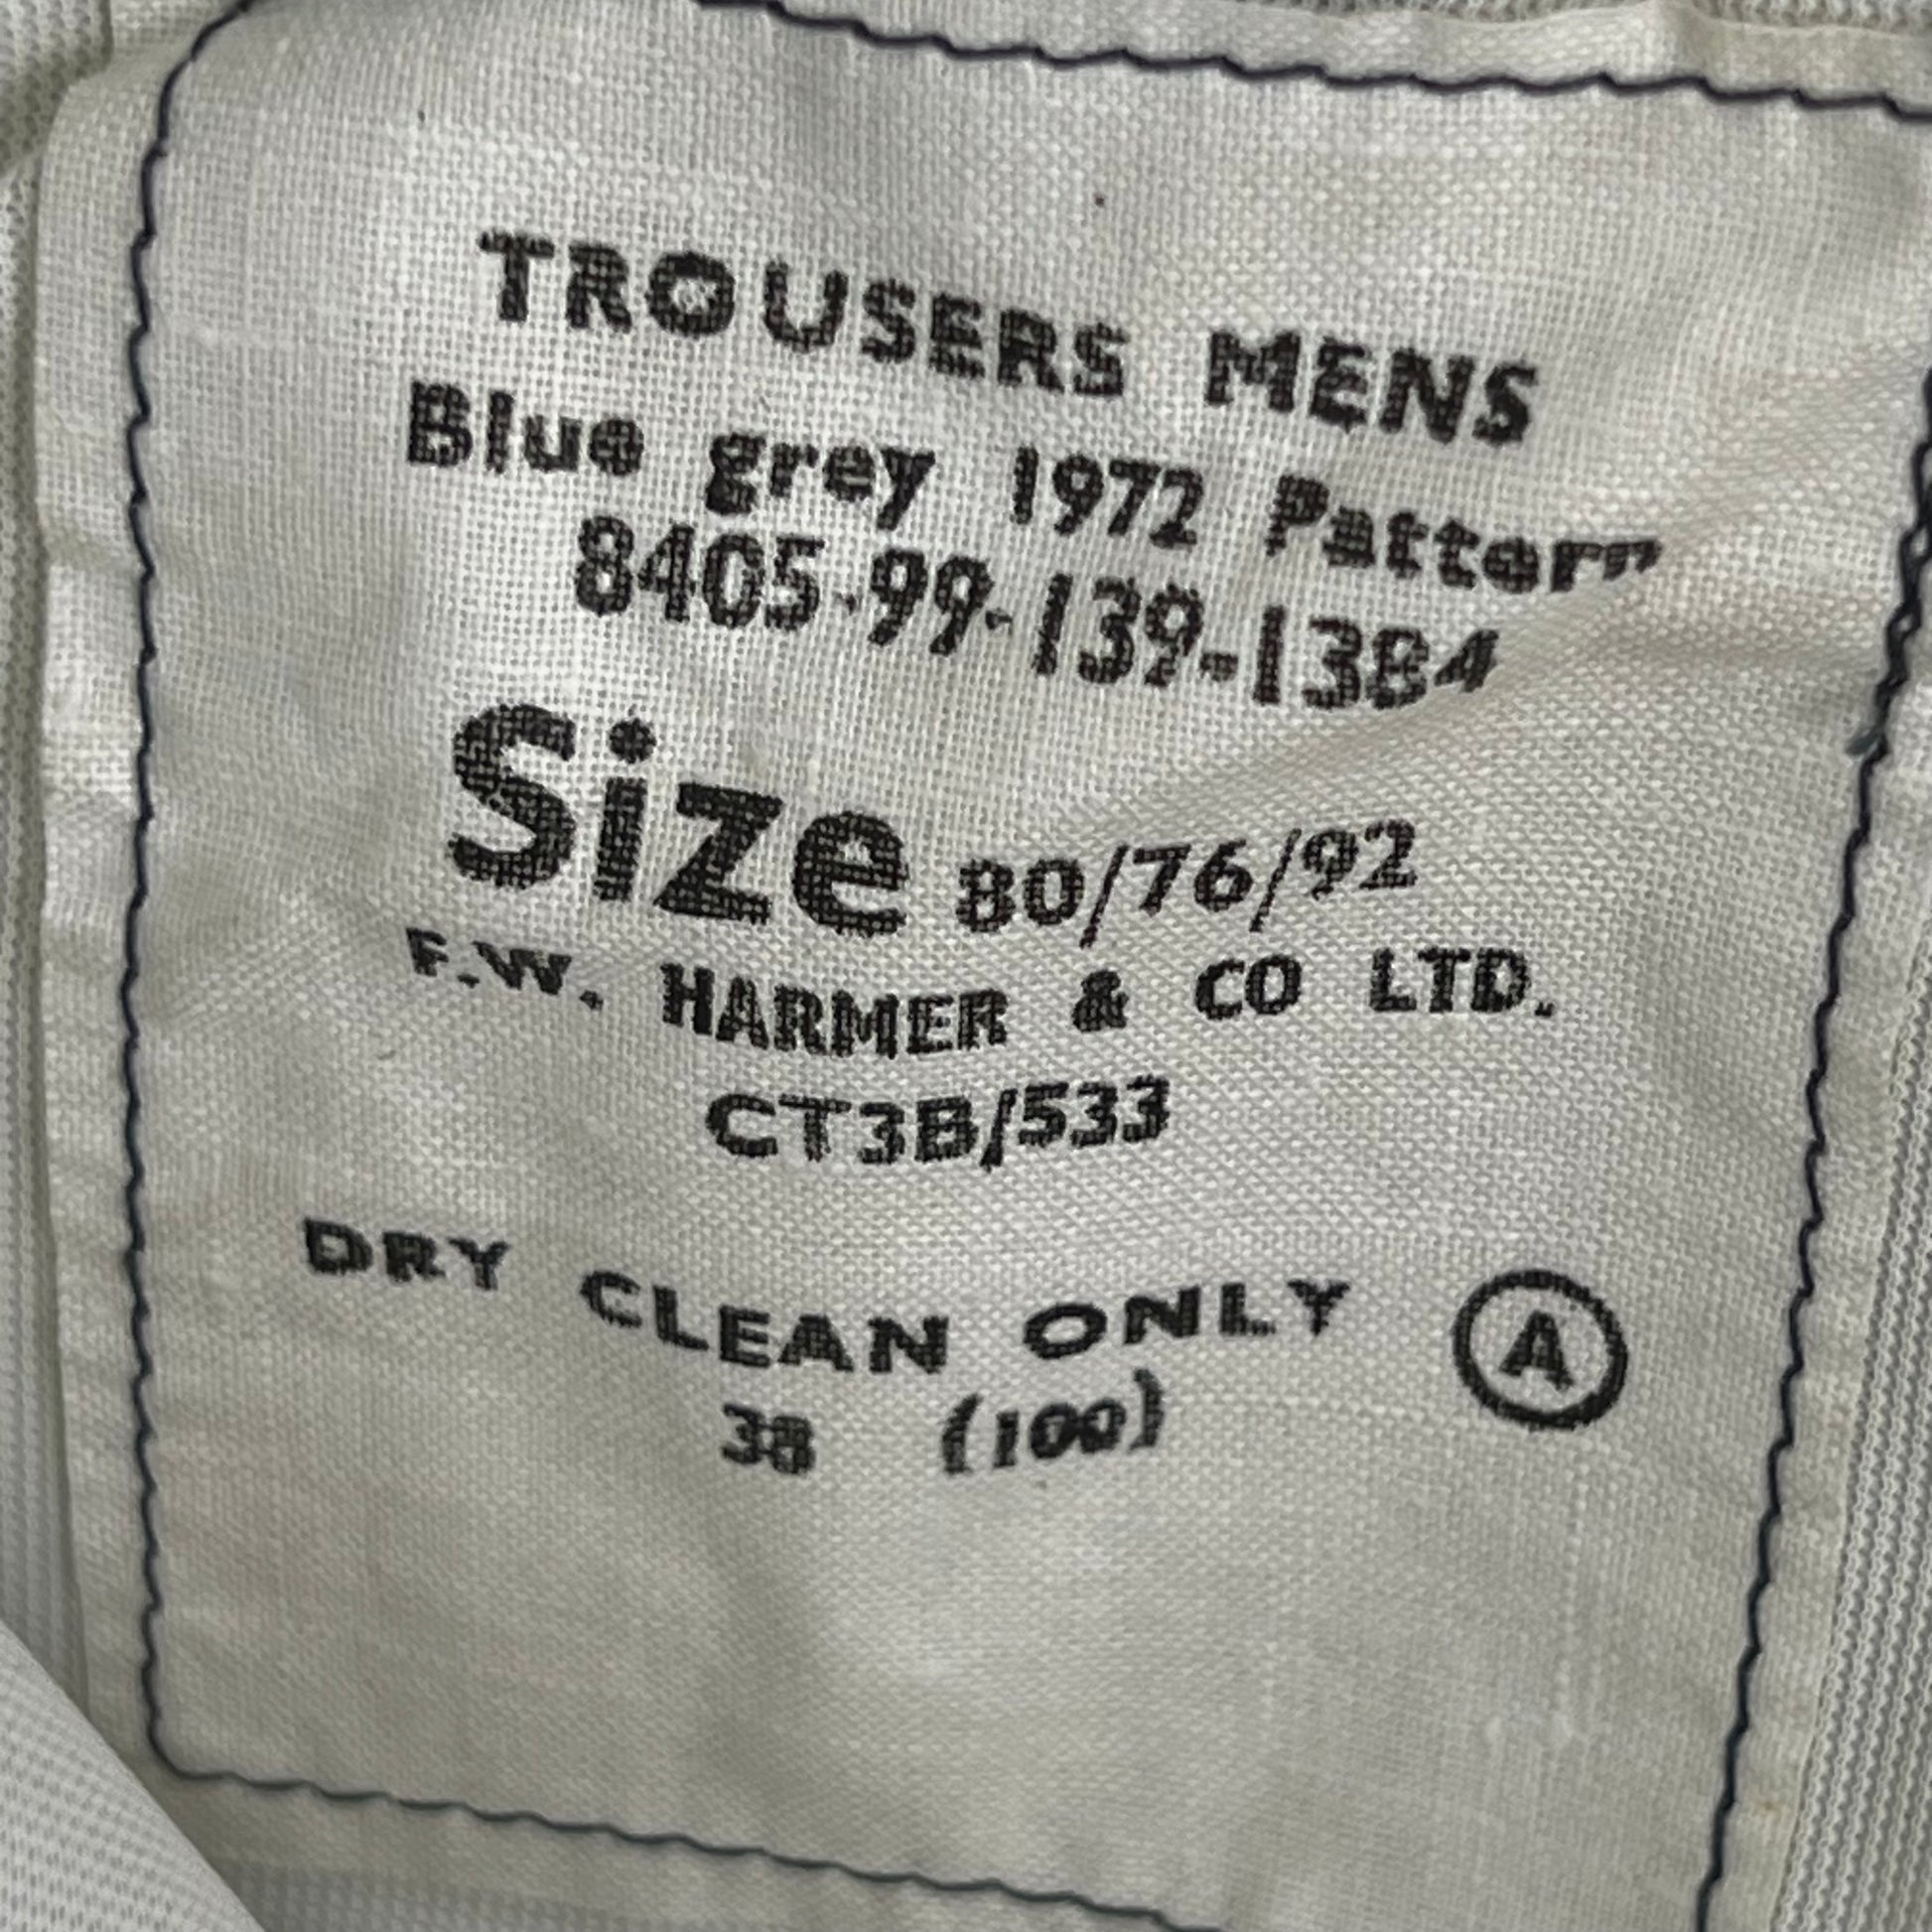 TROUSERS MENS
Blue grey 1972 Pattern
8405-99-139-1384
Size 80/76/92
F.W. HARMER & CO LTD.
CT3B/533
DRY CLEAN ONLY A
38 (100)